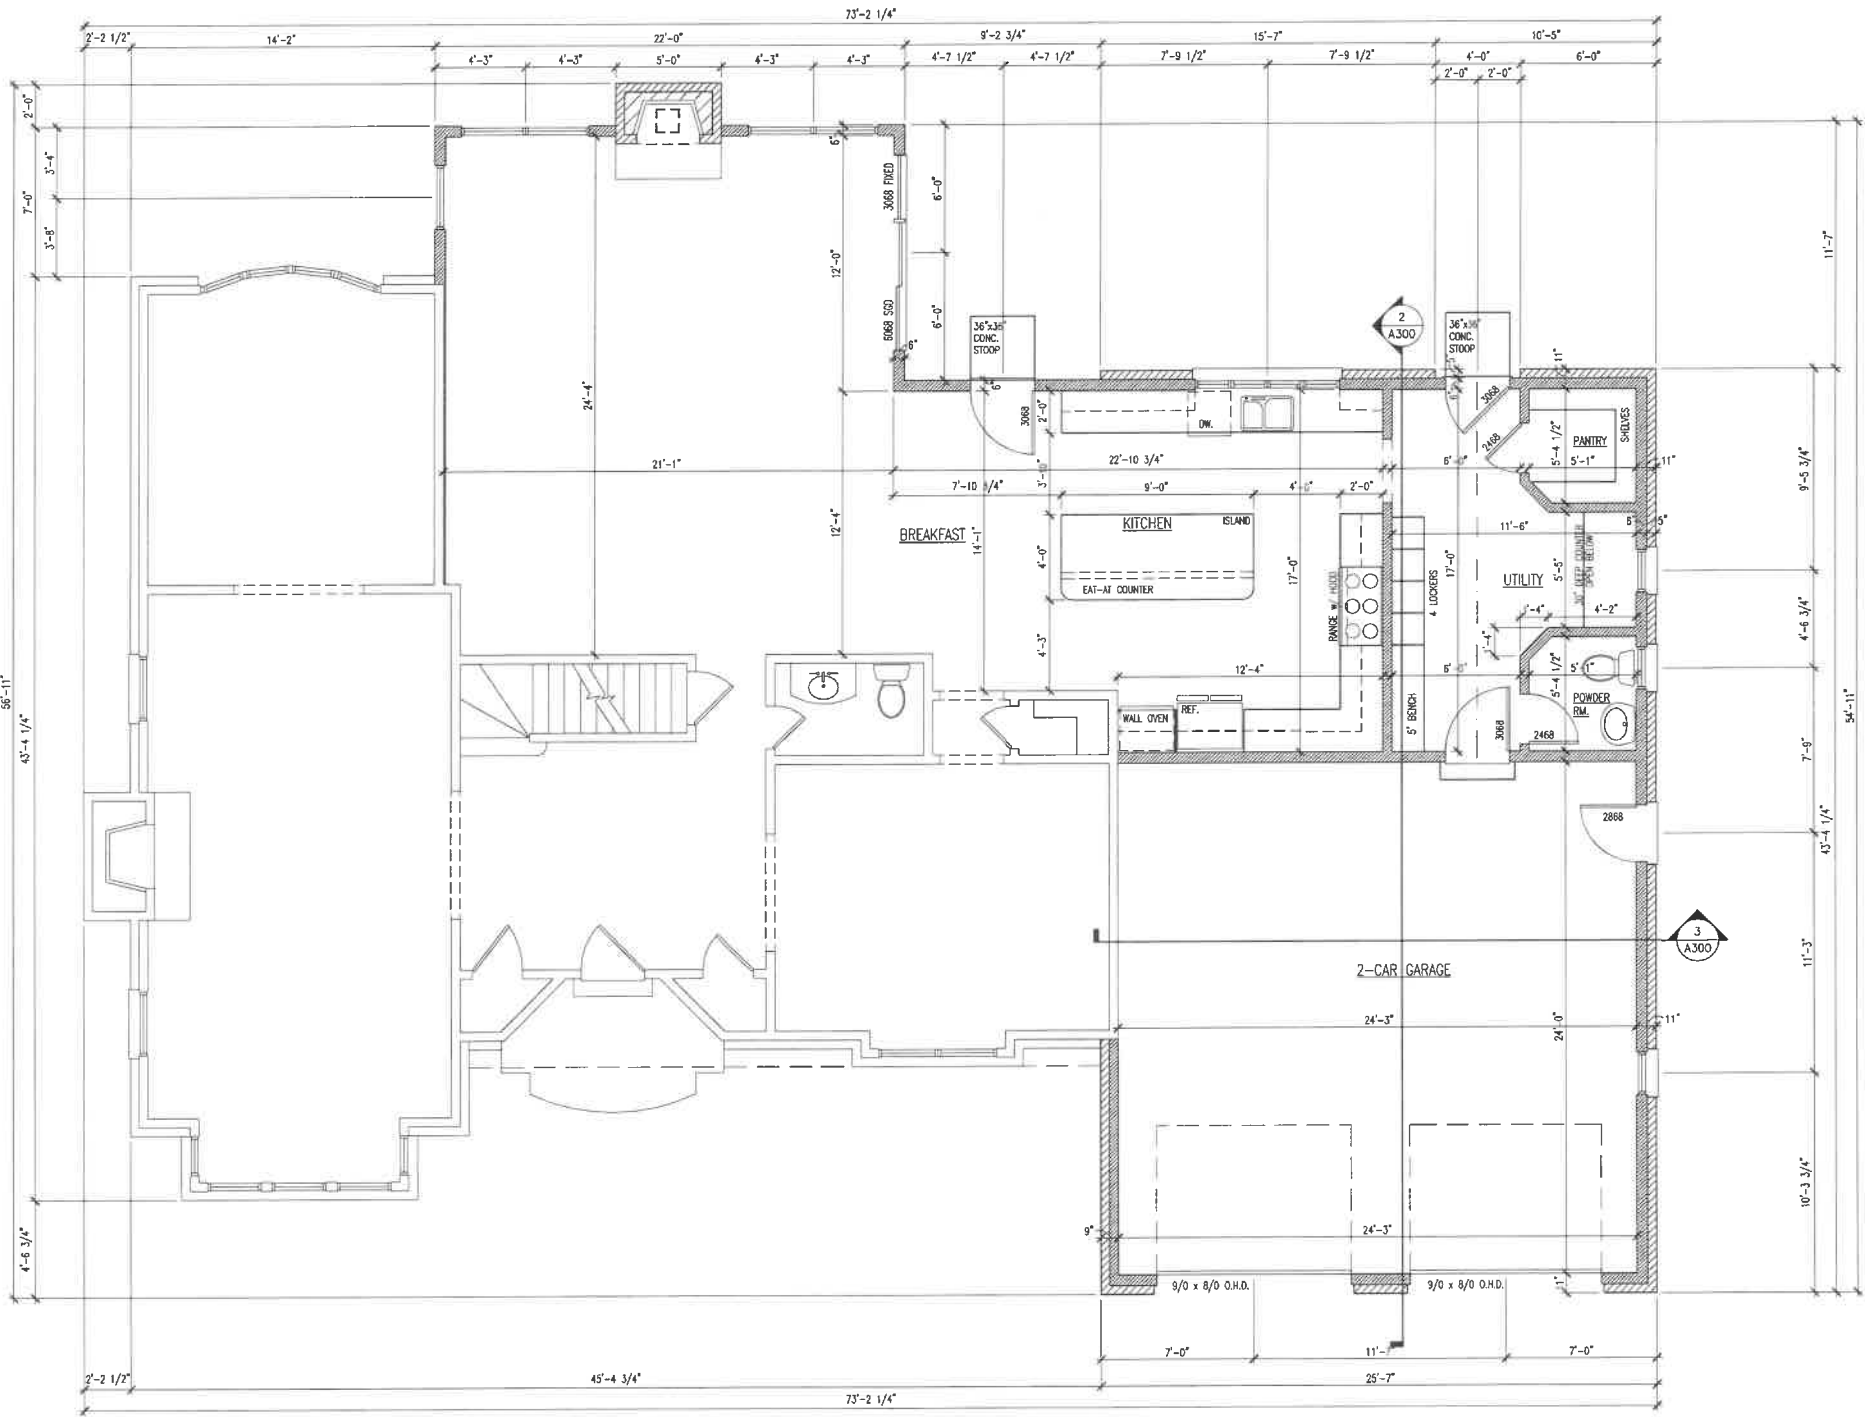 73'-2 1/4"
2'-2 1/2"
14'-2"
22'-0"
9'-2 3/4"
15'-7"
10'-5"
4'-3"
4'-3"
5'-0"
4'-3"
4'-3"
4'-7 1/2"
4'-7 1/2"
7'-9 1/2"
7'-9 1/2"
4'-0"
6'-0"
2'-0"
2'-0"
2'-0"
3'-4"
7'-0"
3'-8"
6"
3068 FIXED
6'-0"
12'-0"
6068 SGD
6'-0"
6"
11'-7"
36"x36"
CONC.
STOOP
2
A300
36"x36"
CONC.
STOOP
11"
6"
24'-4"
3068
2'-0"
DW.
3068
2468
5'-4 1/2"
PANTRY
SHELVES
21'-1"
22'-10 3/4"
5'-1"
11"
9'-5 3/4"
3'-10"
7'-10 3/4"
9'-0"
2'-0"
12'-4"
BREAKFAST
14'-1"
KITCHEN
ISLAND
11'-6"
6"
5"
4'-0"
EAT-AT COUNTER
17'-0"
RANGE W/ HOOD
4 LOCKERS
17'-0"
UTILITY
5'-5"
30" DEEP COUNTER
OPEN BELOW
4'-2"
4'-6 3/4"
4'-3"
12'-4"
5'-1"
5'-4 1/2"
POWDER
RM.
WALL OVEN
REF.
5' BENCH
3068
2468
56'-11"
43'-4 1/4"
54'-11"
7'-9"
2868
43'-4 1/4"
3
A300
11'-3"
2-CAR GARAGE
24'-3"
24'-0"
11"
10'-3 3/4"
9"
24'-3"
4'-6 3/4"
9/0 x 8/0 O.H.D.
9/0 x 8/0 O.H.D.
7'-0"
7'-0"
2'-2 1/2"
45'-4 3/4"
25'-7"
73'-2 1/4"